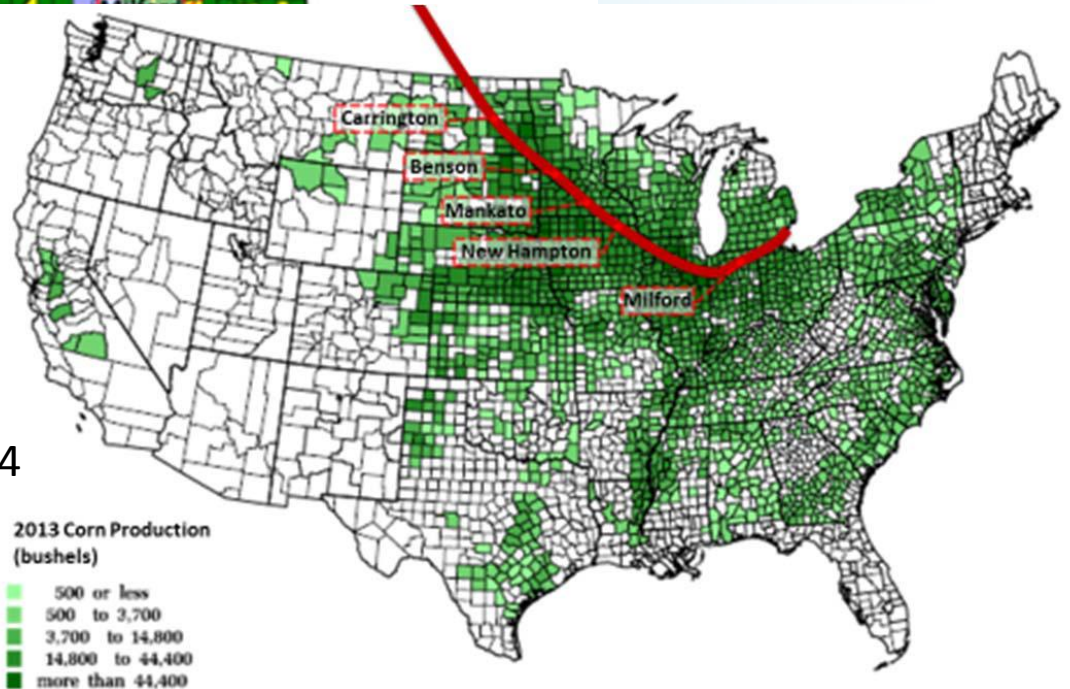 Carrington
Benson
Mankato
New Hampton
Milford
4
2013 Corn Production
(bushels)
500 or less
500 to 3,700
3,700 to 14,800
14,800 to 44,400
more than 44,400